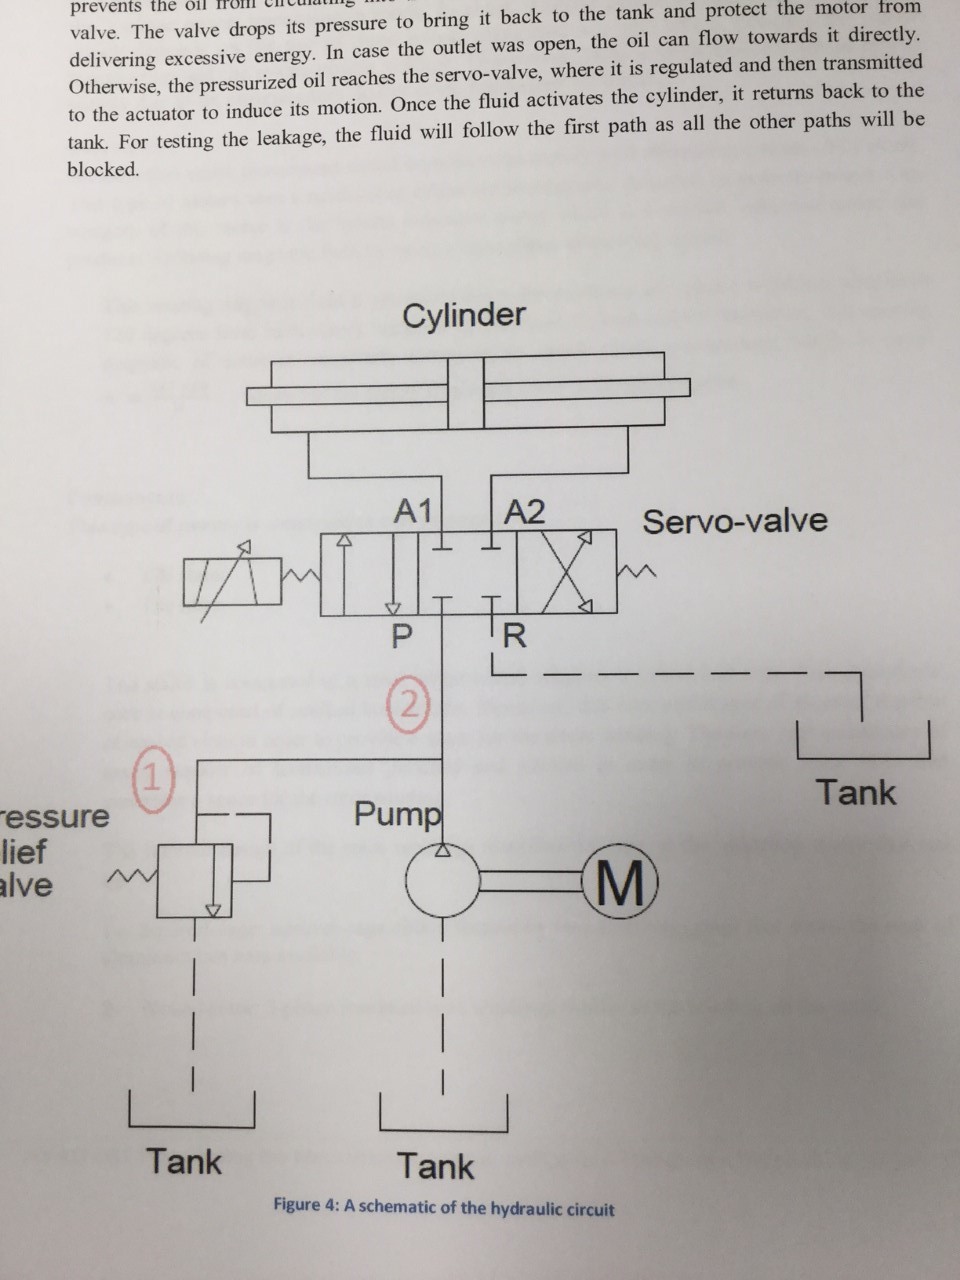 prevents the oil from circulating
valve. The valve drops its pressure to bring it back to the tank and protect the motor from
delivering excessive energy. In case the outlet was open, the oil can flow towards it directly.
Otherwise, the pressurized oil reaches the servo-valve, where it is regulated and then transmitted
to the actuator to induce its motion. Once the fluid activates the cylinder, it returns back to the
tank. For testing the leakage, the fluid will follow the first path as all the other paths will be
blocked.
Cylinder
A1 A2
Servo-valve
P R
2
1
Tank
ressure
lief
alve
Pump
M
Tank
Tank
Figure 4: A schematic of the hydraulic circuit